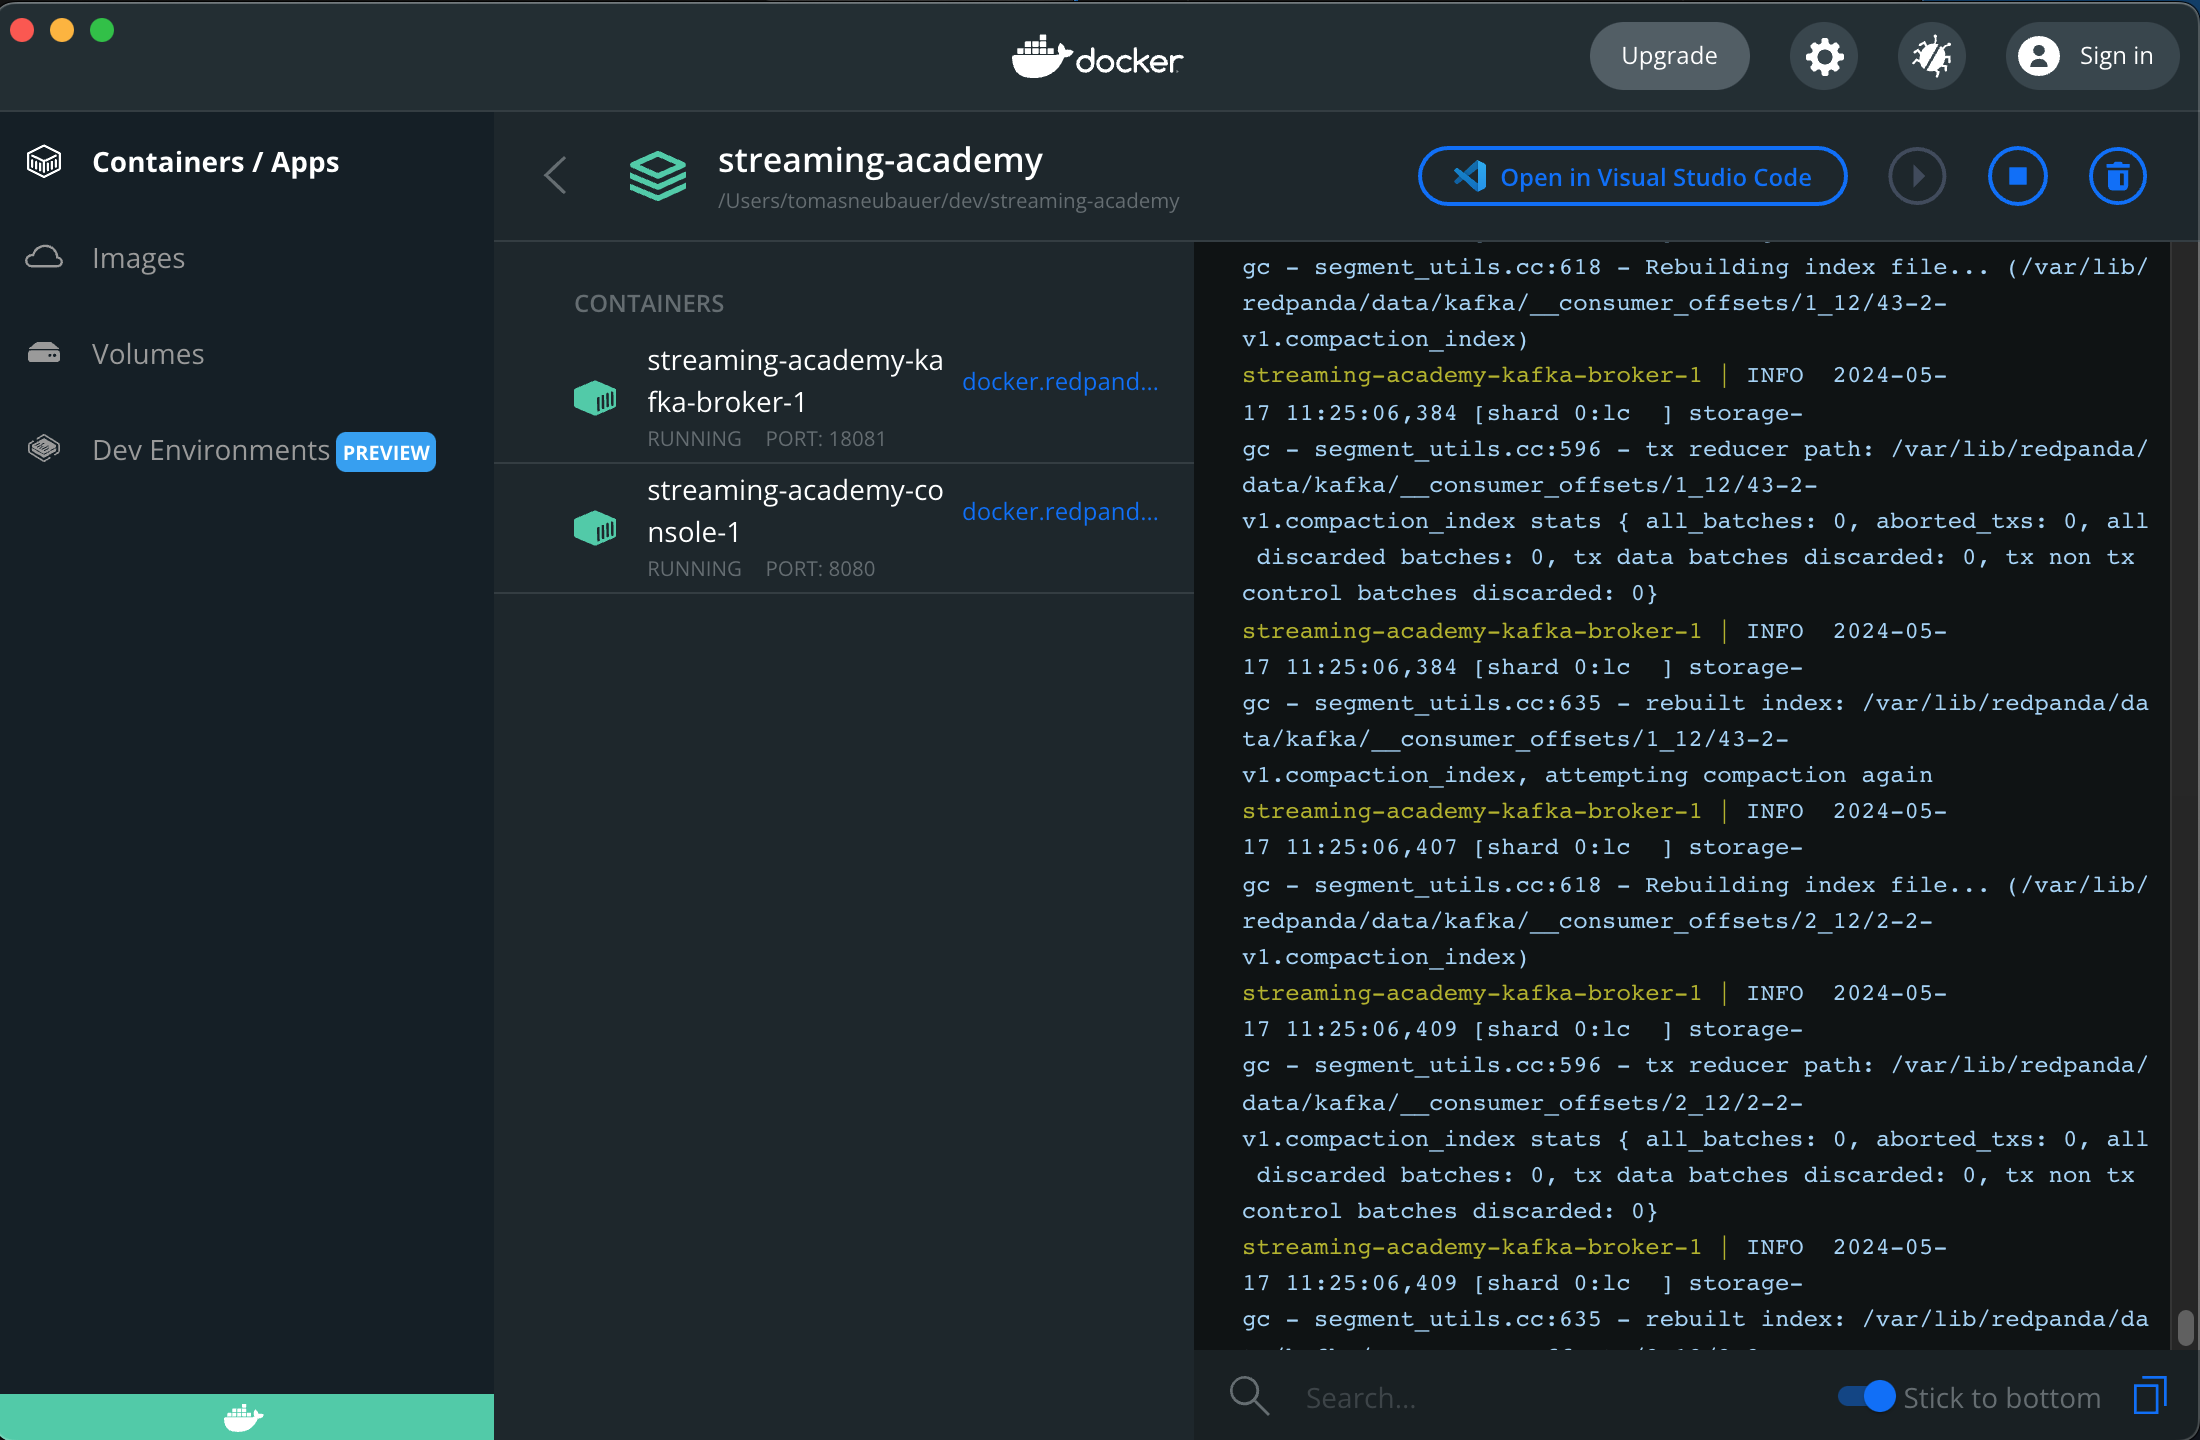 docker
Upgrade
Sign in
Containers / Apps
Images
Volumes
Dev Environments PREVIEW
streaming-academy
/Users/tomasneubauer/dev/streaming-academy
Open in Visual Studio Code
CONTAINERS
streaming-academy-ka
fka-broker-1
docker.redpand...
RUNNING PORT: 18081
streaming-academy-co
nsole-1
docker.redpand...
RUNNING PORT: 8080
gc - segment_utils.cc:618 - Rebuilding index file... (/var/lib/
redpanda/data/kafka/__consumer_offsets/1_12/43-2-
v1.compaction_index)
streaming-academy-kafka-broker-1 | INFO  2024-05-
17 11:25:06,384 [shard 0:lc  ] storage-
gc - segment_utils.cc:596 - tx reducer path: /var/lib/redpanda/
data/kafka/__consumer_offsets/1_12/43-2-
v1.compaction_index stats { all_batches: 0, aborted_txs: 0, all
discarded batches: 0, tx data batches discarded: 0, tx non tx
control batches discarded: 0}
streaming-academy-kafka-broker-1 | INFO  2024-05-
17 11:25:06,384 [shard 0:lc  ] storage-
gc - segment_utils.cc:635 - rebuilt index: /var/lib/redpanda/da
ta/kafka/__consumer_offsets/1_12/43-2-
v1.compaction_index, attempting compaction again
streaming-academy-kafka-broker-1 | INFO  2024-05-
17 11:25:06,407 [shard 0:lc  ] storage-
gc - segment_utils.cc:618 - Rebuilding index file... (/var/lib/
redpanda/data/kafka/__consumer_offsets/2_12/2-2-
v1.compaction_index)
streaming-academy-kafka-broker-1 | INFO  2024-05-
17 11:25:06,409 [shard 0:lc  ] storage-
gc - segment_utils.cc:596 - tx reducer path: /var/lib/redpanda/
data/kafka/__consumer_offsets/2_12/2-2-
v1.compaction_index stats { all_batches: 0, aborted_txs: 0, all
discarded batches: 0, tx data batches discarded: 0, tx non tx
control batches discarded: 0}
streaming-academy-kafka-broker-1 | INFO  2024-05-
17 11:25:06,409 [shard 0:lc  ] storage-
gc - segment_utils.cc:635 - rebuilt index: /var/lib/redpanda/da
Search...
Stick to bottom